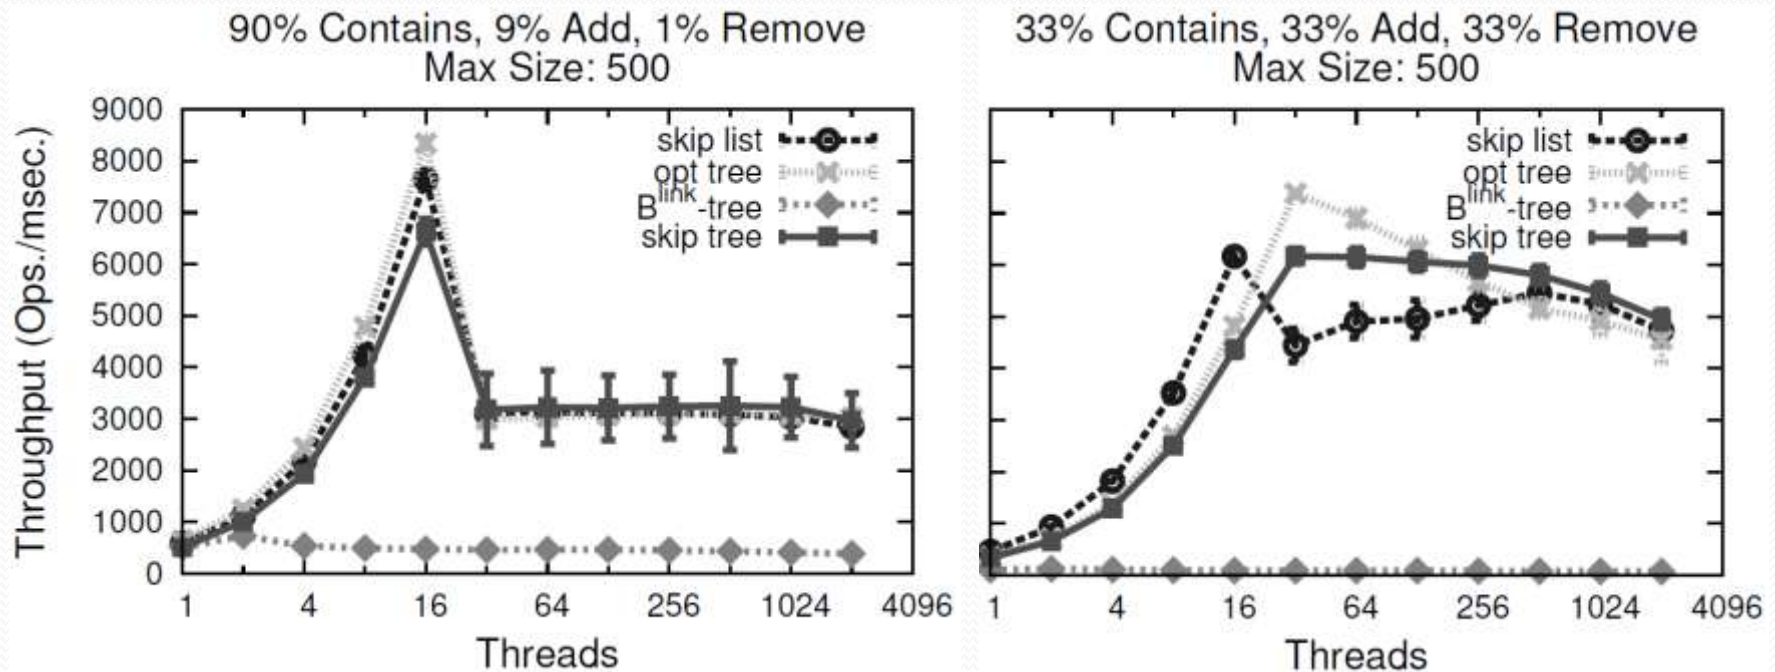 90% Contains, 9% Add, 1% Remove
Max Size: 500
Throughput (Ops./msec.)
9000
8000
7000
6000
5000
4000
3000
2000
1000
0
skip list
opt tree
B^link-tree
skip tree
1 4 16 64 256 1024 4096
Threads
33% Contains, 33% Add, 33% Remove
Max Size: 500
skip list
opt tree
B^link-tree
skip tree
1 4 16 64 256 1024 4096
Threads